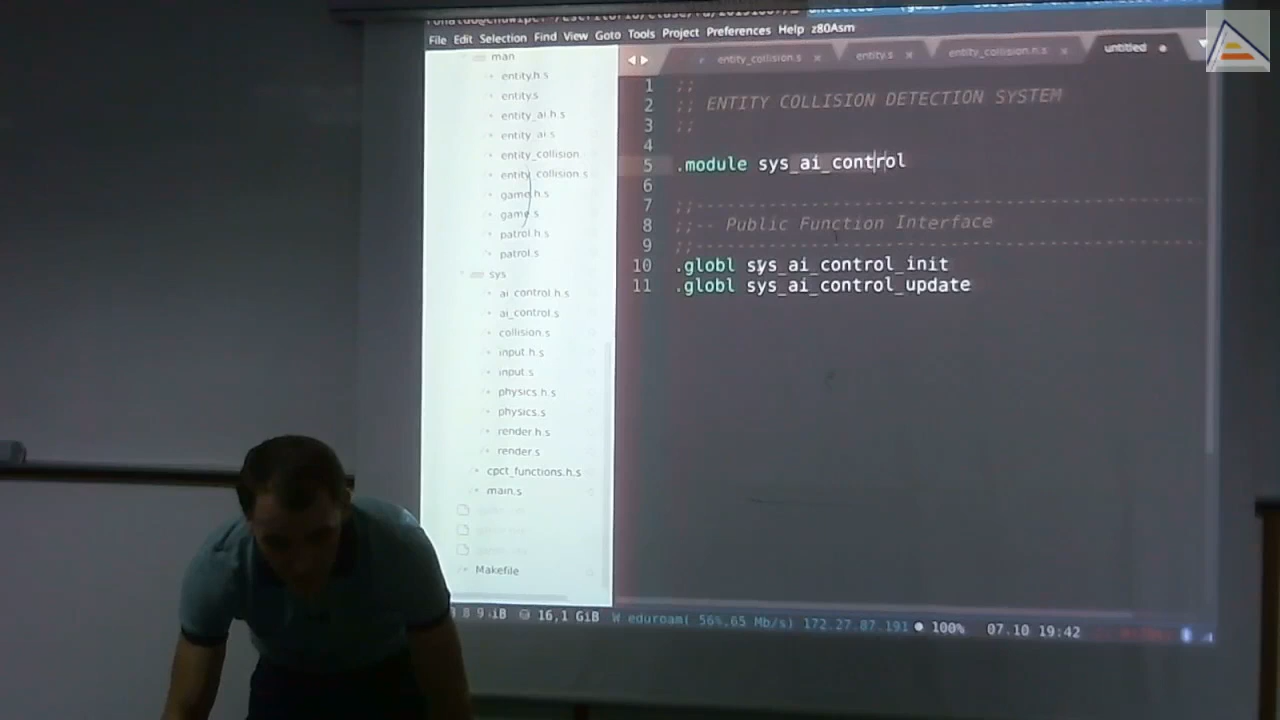 File Edit Selection Find View Goto Tools Project Preferences Help z80Asm
man
entity.h.s
entity.s
entity_ai.h.s
entity_ai.s
entity_collision
entity_collision.s
game.h.s
game.s
patrol.h.s
patrol.s
sys
ai_control.h.s
ai_control.s
collision.s
input.h.s
input.s
physics.h.s
physics.s
render.h.s
render.s
cpct_functions.h.s
main.s
Makefile
entity_collision.s × entity.s × entity_collision.h.s × untitled
1 ;;
2 ;; ENTITY COLLISION DETECTION SYSTEM
3 ;;
4
5 .module sys_ai_control
6
7 ;;--------------------------------------------
8 ;;-- Public Function Interface
9 ;;--------------------------------------------
10 .globl sys_ai_control_init
11 .globl sys_ai_control_update
16,1 GiB W eduroam( 56%,65 Mb/s) 172.27.87.191 100% 07.10 19:42